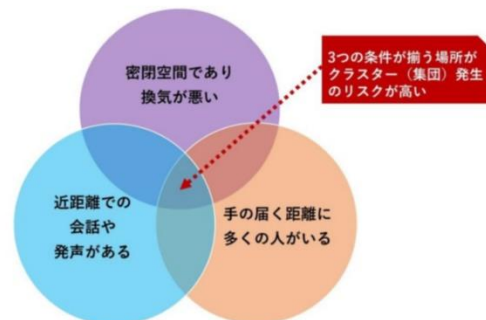 密閉空間であり
換気が悪い
3つの条件が揃う場所が
クラスター（集団）発生
のリスクが高い
近距離での
会話や
発声がある
手の届く距離に
多くの人がいる